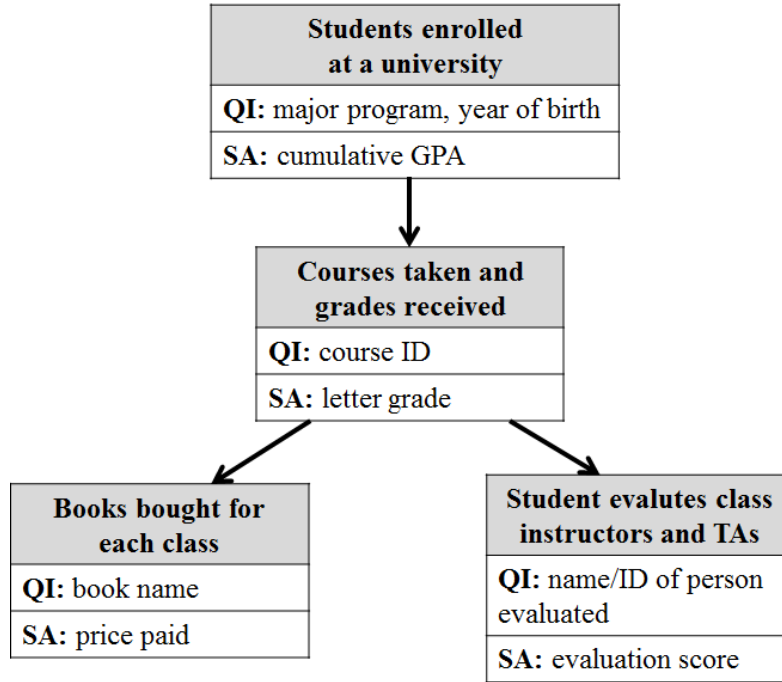 Students enrolled
at a university
QI: major program, year of birth
SA: cumulative GPA
Courses taken and
grades received
QI: course ID
SA: letter grade
Books bought for
each class
QI: book name
SA: price paid
Student evalutes class
instructors and TAs
QI: name/ID of person
evaluated
SA: evaluation score